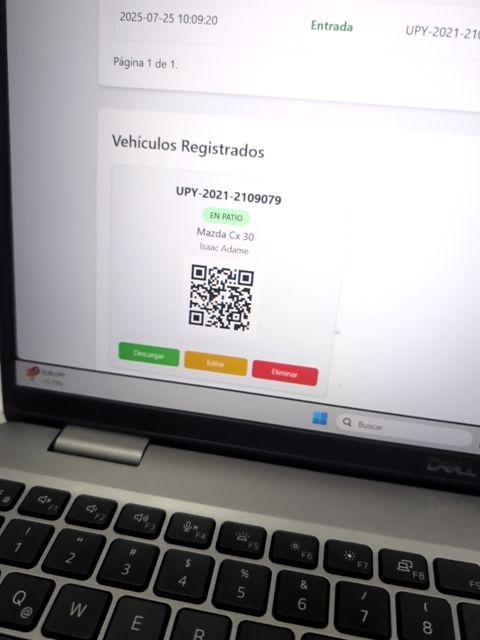 2025-07-25 10:09:20
Entrada
UPY-2021-210
Página 1 de 1.
Vehículos Registrados
UPY-2021-2109079
EN PATIO
Mazda Cx 30
Isaac Adame
Descargar
Editar
Eliminar
EUR/JPY
Buscar
DELL
F1
F2
F3
F4
F5
F6
F7
F8
F9
! 1
" 2
# 3
$ 4
% 5
& 6
/ 7
( 8
Q @
W
E
R